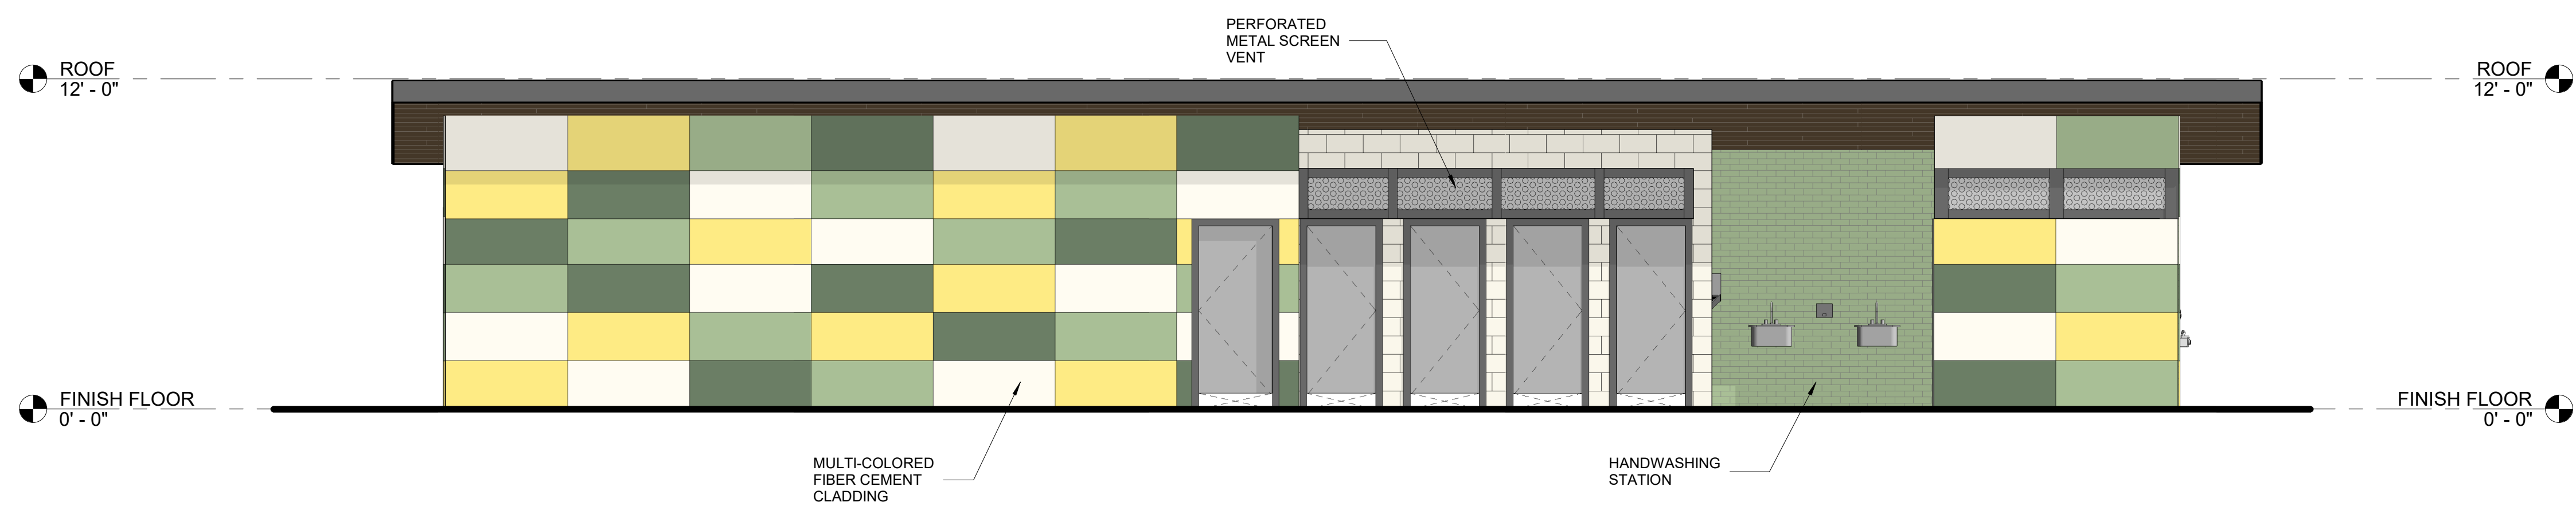 PERFORATED
METAL SCREEN
VENT
ROOF
12' - 0"
ROOF
12' - 0"
FINISH FLOOR
0' - 0"
FINISH FLOOR
0' - 0"
MULTI-COLORED
FIBER CEMENT
CLADDING
HANDWASHING
STATION